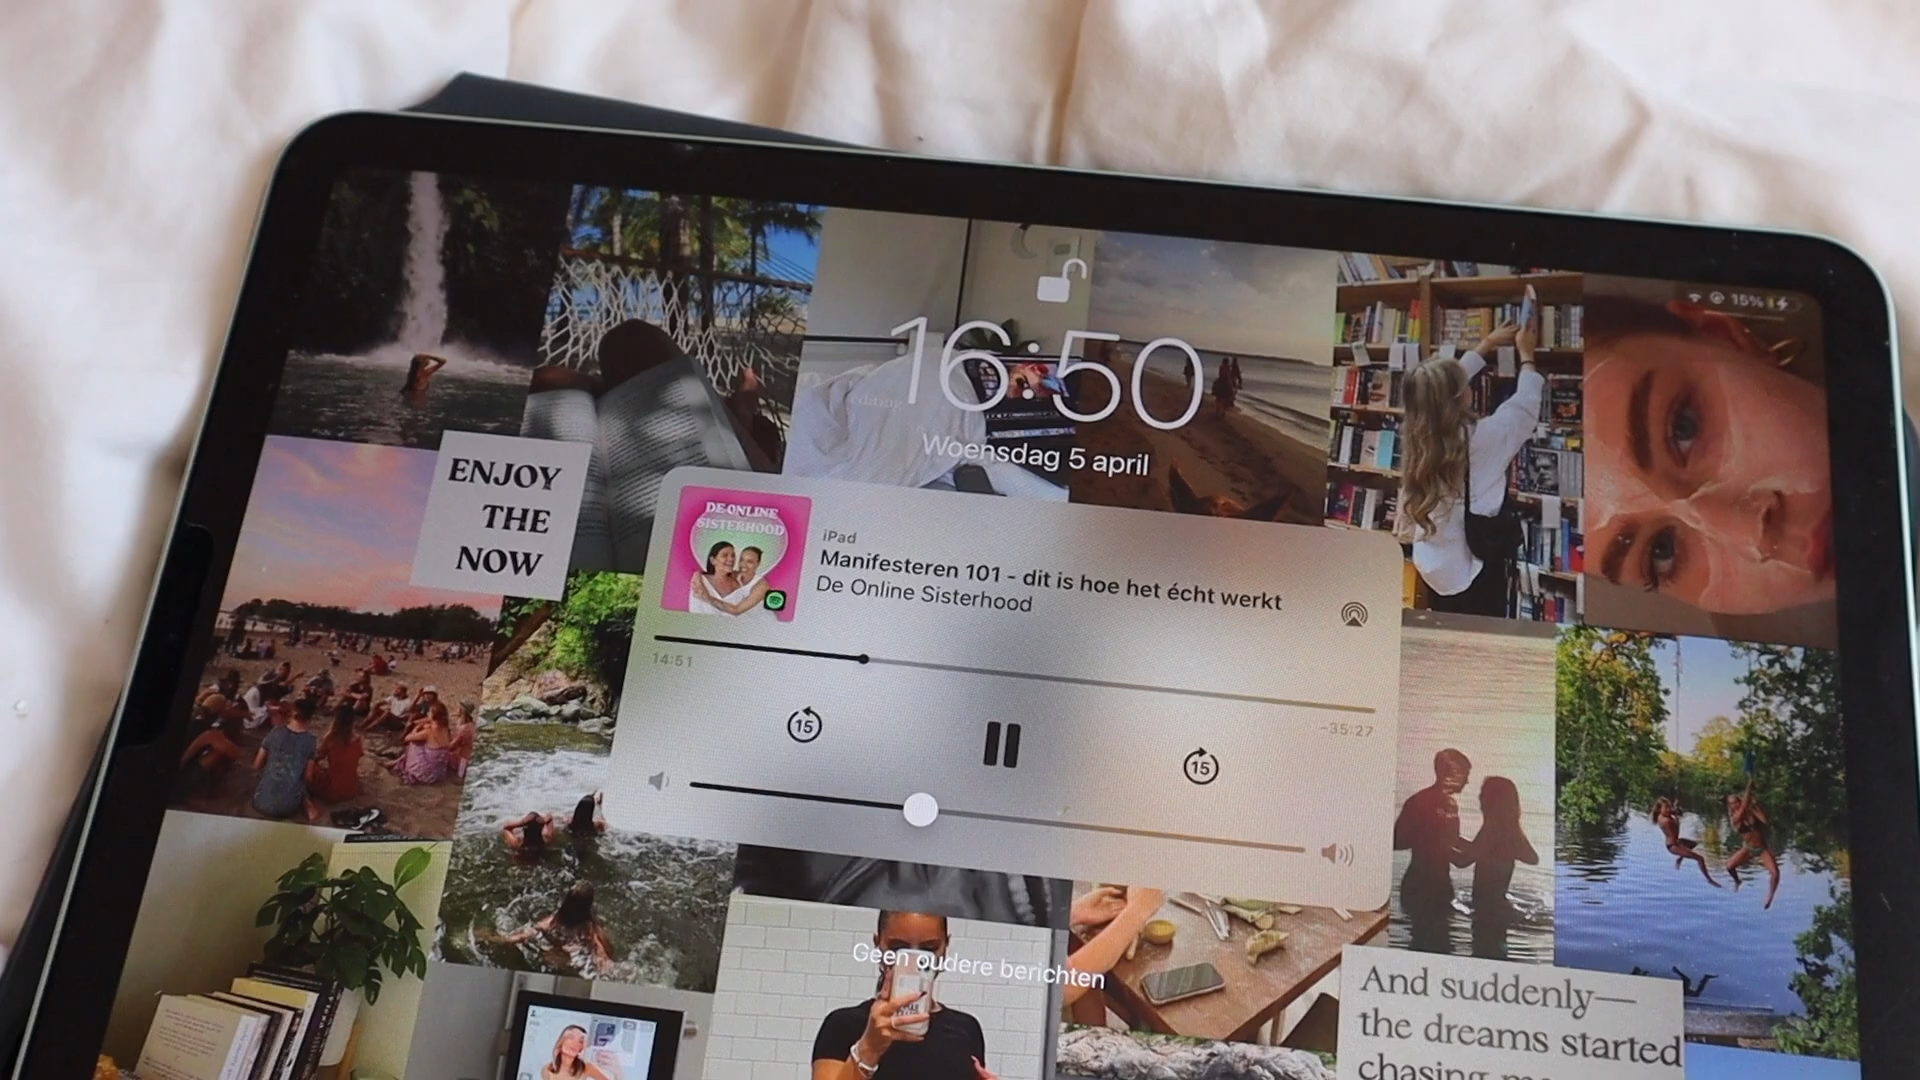 15%
16:50
Woensdag 5 april
editing
ENJOY
THE
NOW
DE ONLINE
SISTERHOOD
iPad
Manifesteren 101 - dit is hoe het écht werkt
De Online Sisterhood
14:51
-35:27
15
15
Geen oudere berichten
And suddenly—
the dreams started
chasing